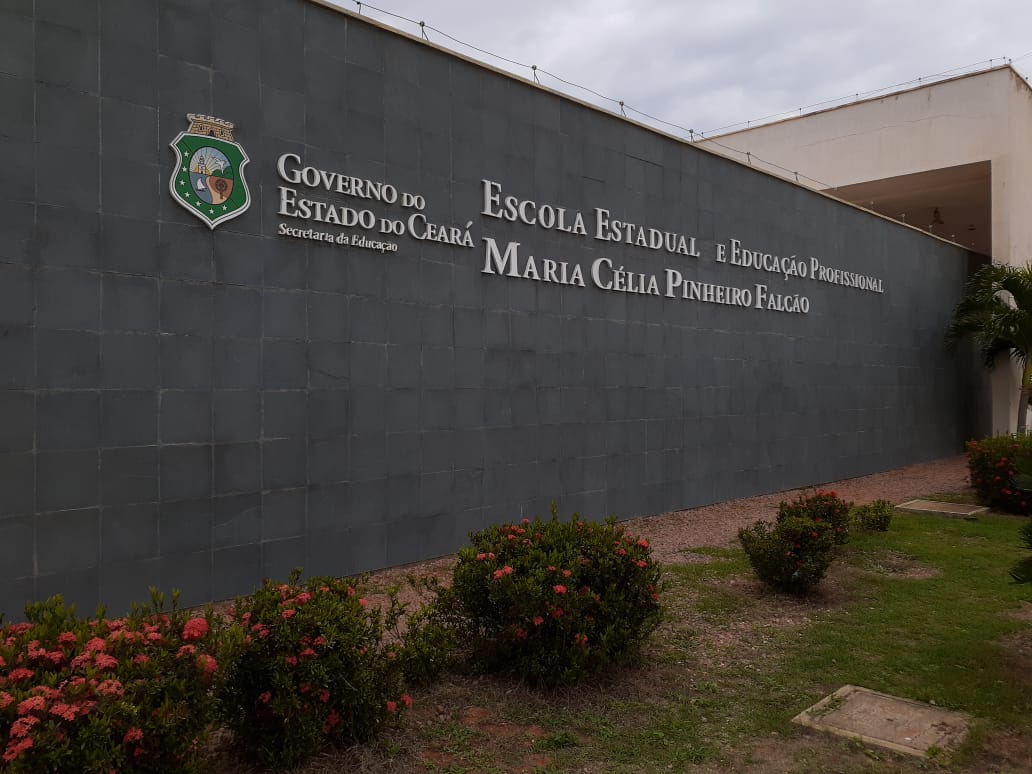 GOVERNO DO
ESTADO DO CEARÁ
Secretaria da Educação
ESCOLA ESTADUAL E EDUCAÇÃO PROFISSIONAL
MARIA CÉLIA PINHEIRO FALCÃO